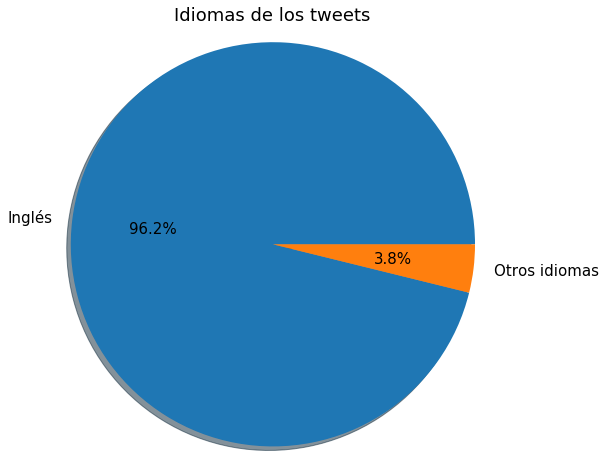 Idiomas de los tweets
Inglés
96.2%
3.8%
Otros idiomas